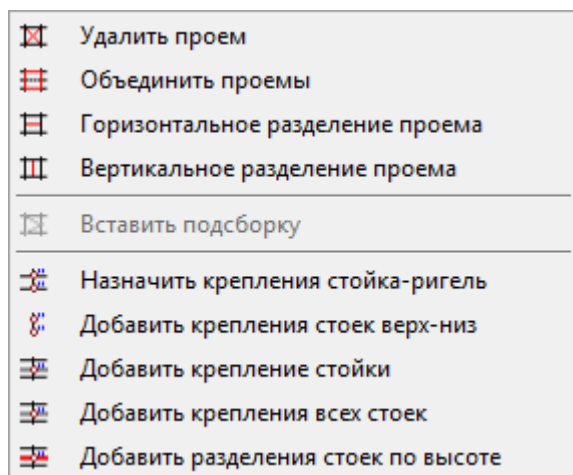 Удалить проем
Объединить проемы
Горизонтальное разделение проема
Вертикальное разделение проема
Вставить подсборку
Назначить крепления стойка-ригель
Добавить крепления стоек верх-низ
Добавить крепление стойки
Добавить крепления всех стоек
Добавить разделения стоек по высоте